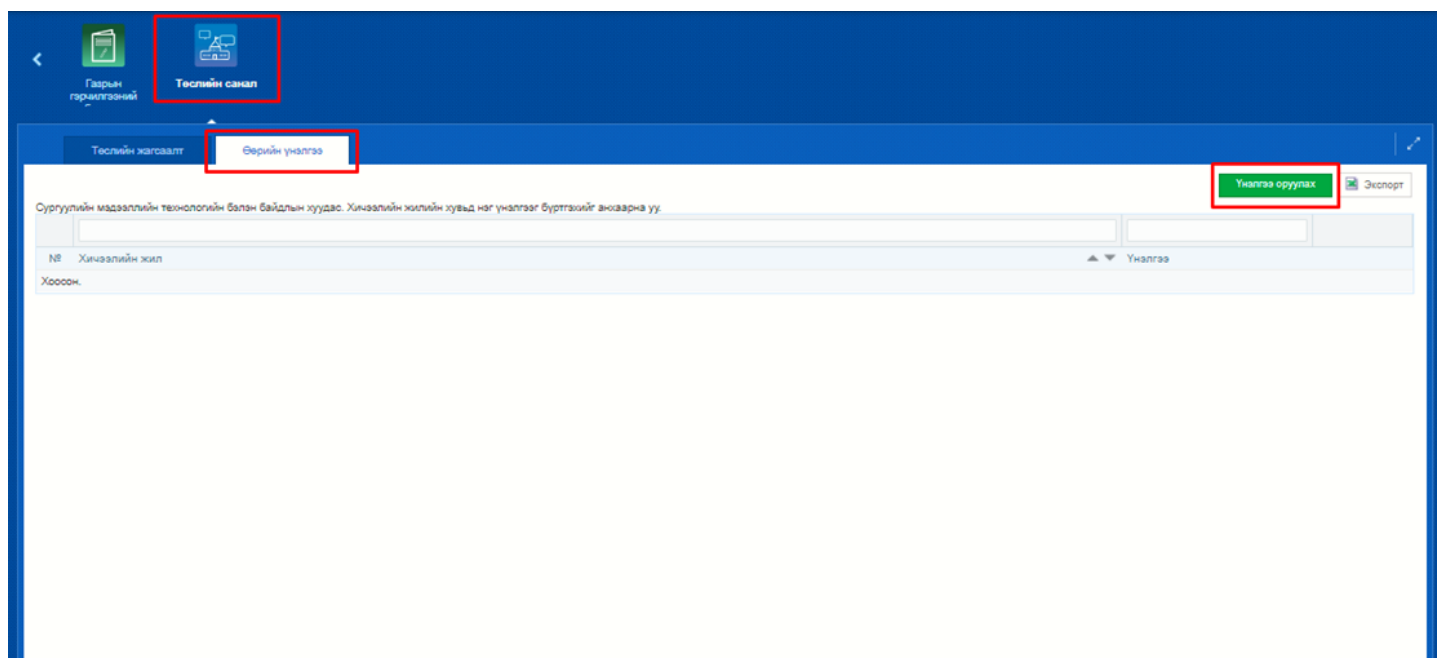 Газрын
гэрчилгээний
Төслийн санал
Төслийн жагсаалт
Өөрийн үнэлгээ
Үнэлгээ оруулах
Экспорт
Сургуулийн мэдээллийн технологийн бэлэн байдлын хуудас. Хичээлийн жилийн хувьд нэг үнэлгээг бүртгэхийг анхаарна уу.
№ Хичээлийн жил Үнэлгээ
Хоосон.